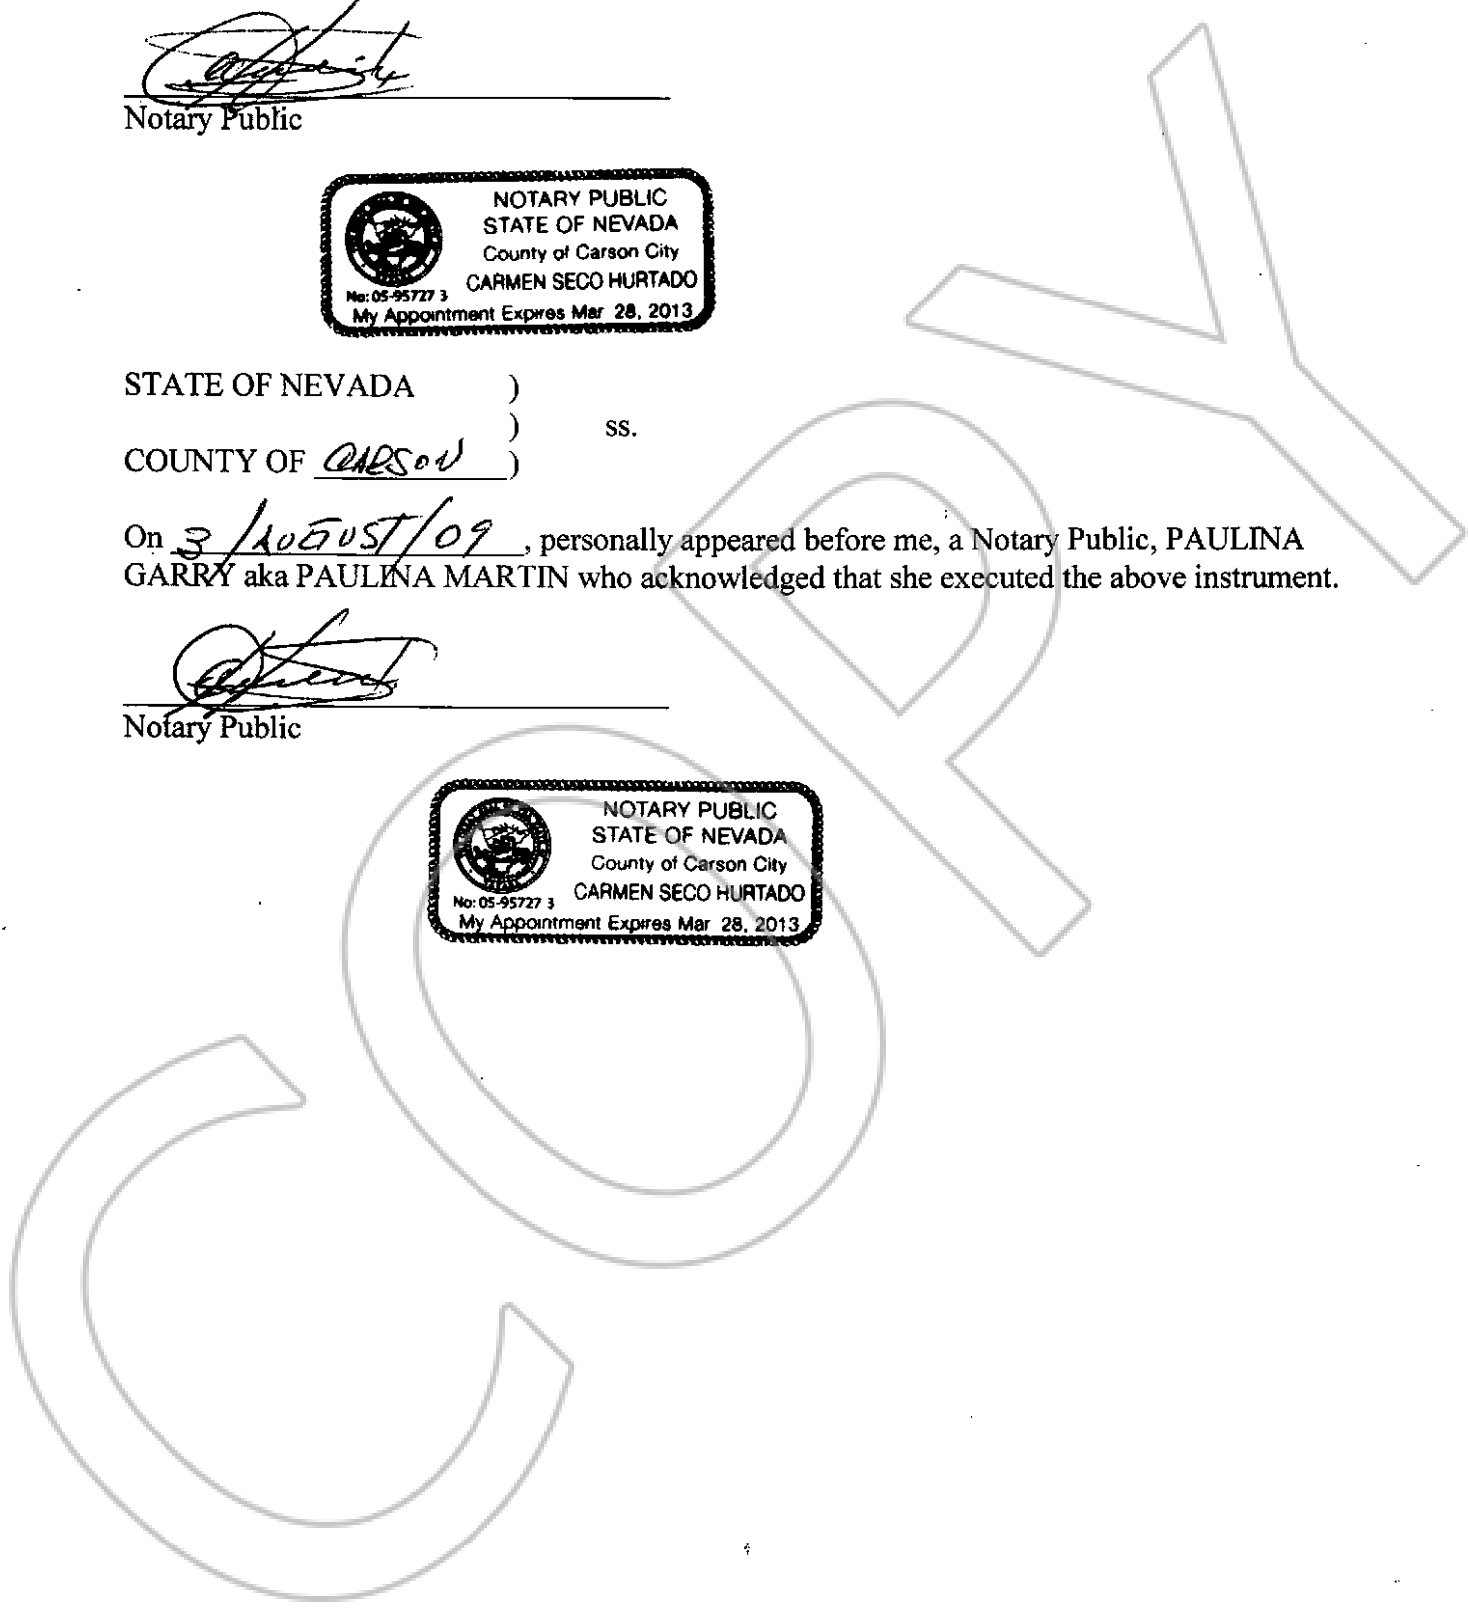 Notary Public
NOTARY PUBLIC
STATE OF NEVADA
County of Carson City
CARMEN SECO HURTADO
No: 05-95727 3
My Appointment Expires Mar 28, 2013
STATE OF NEVADA )
) ss.
COUNTY OF CARSON )
On 3/AUGUST/09, personally appeared before me, a Notary Public, PAULINA
GARRY aka PAULINA MARTIN who acknowledged that she executed the above instrument.
Notary Public
NOTARY PUBLIC
STATE OF NEVADA
County of Carson City
CARMEN SECO HURTADO
No: 05-95727 3
My Appointment Expires Mar 28, 2013
COPY